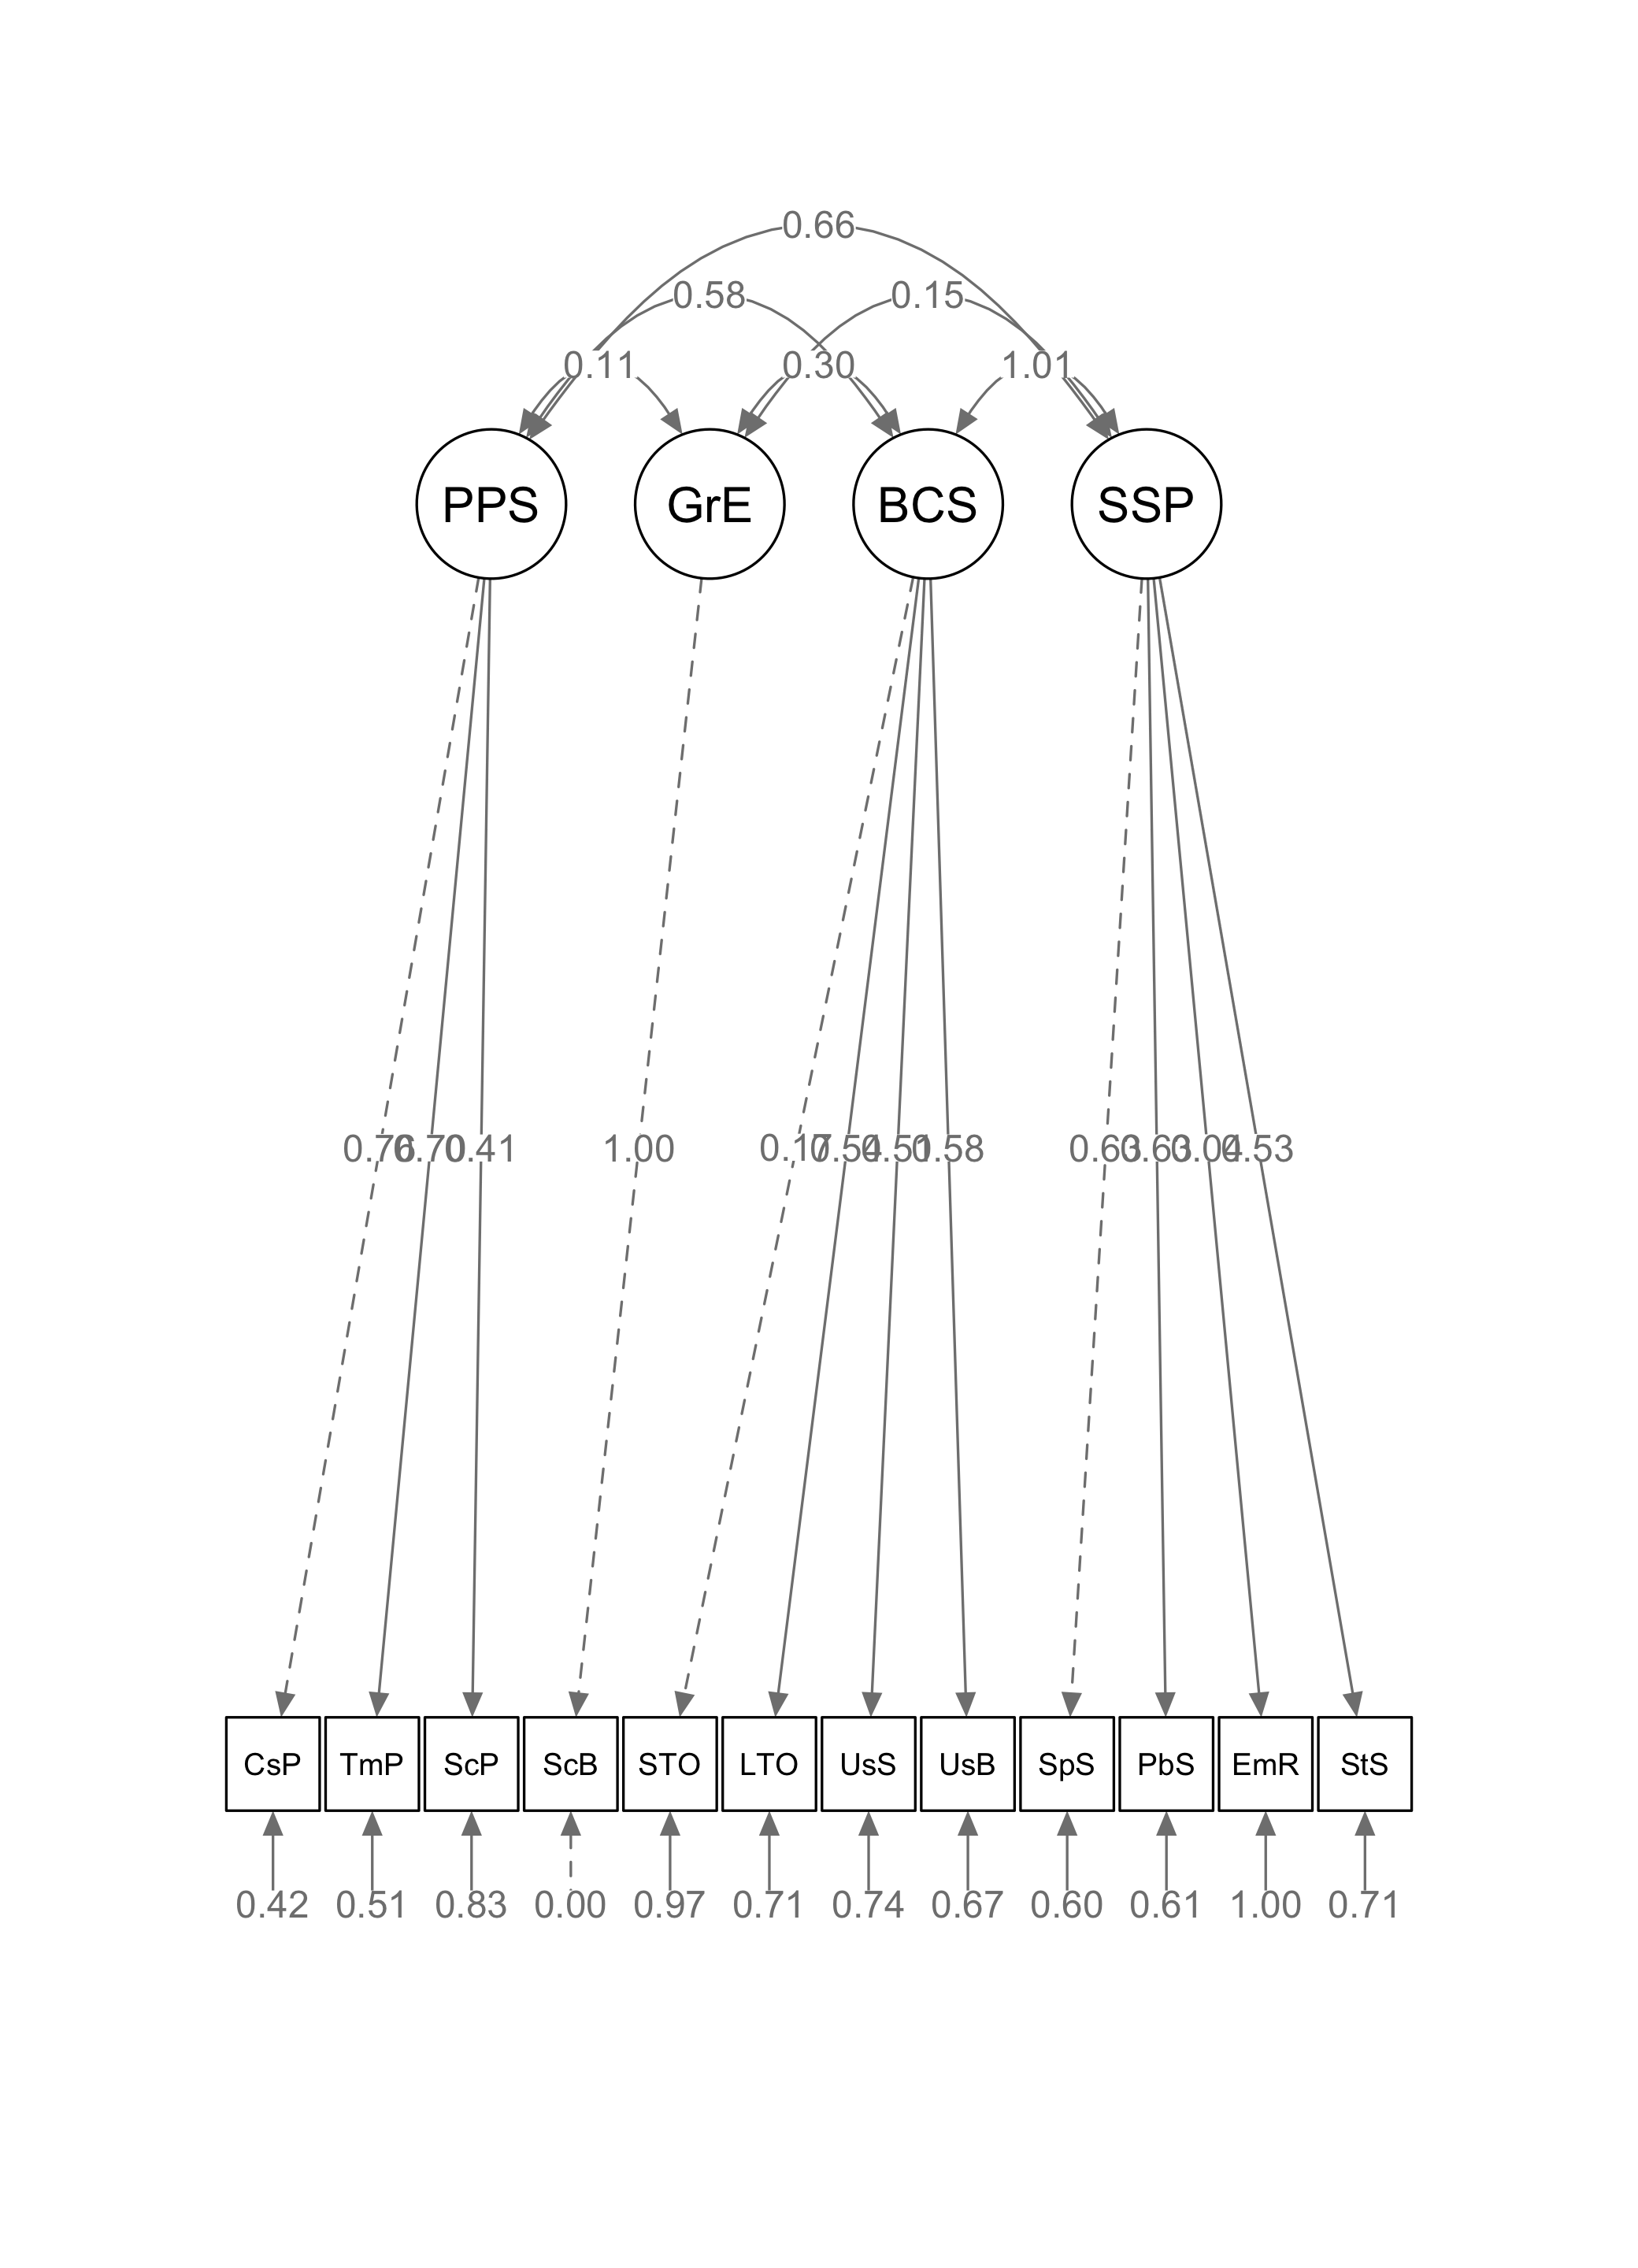 0.66
0.58 0.15
0.11 0.30 1.01
PPS GrE BCS SSP
0.76 0.70 0.41 1.00 0.17 0.54 0.51 0.58 0.63 0.63 0.04 0.53
CsP TmP ScP ScB STO LTO UsS UsB SpS PbS EmR StS
0.42 0.51 0.83 0.00 0.97 0.71 0.74 0.67 0.60 0.61 1.00 0.71